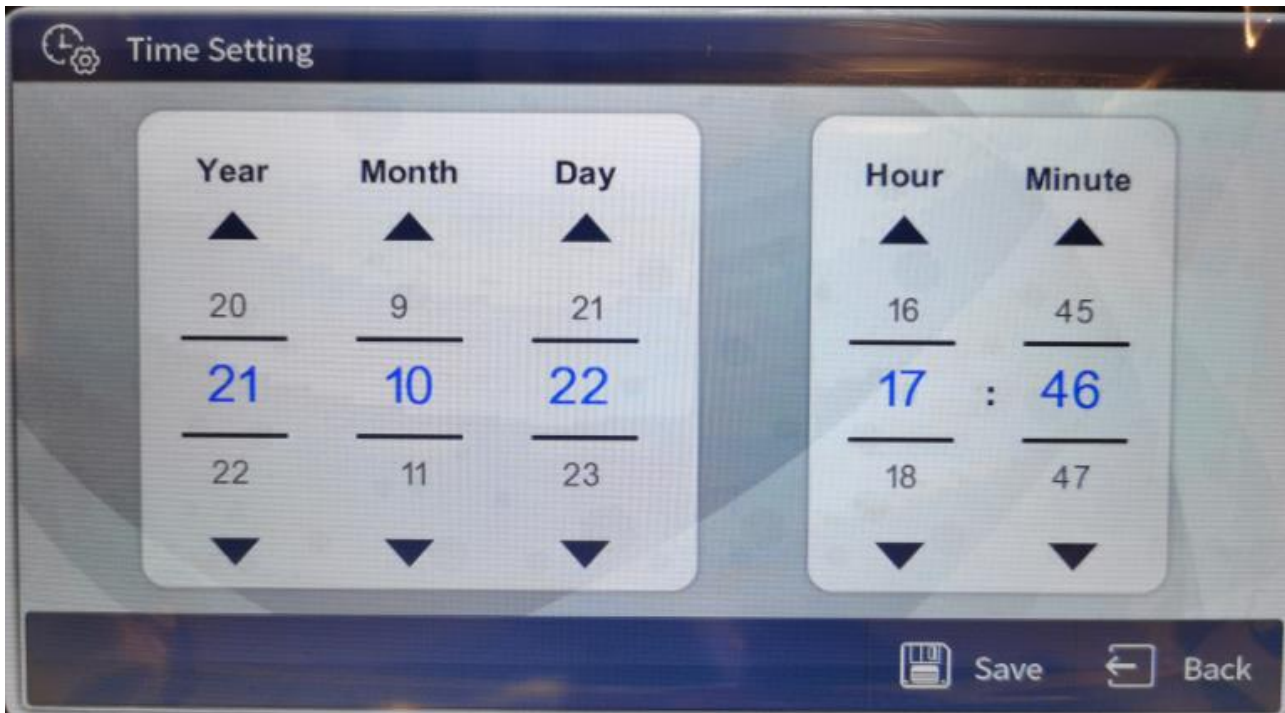 Time Setting
Year Month Day Hour Minute
20 9 21 16 45
21 10 22 17 : 46
22 11 23 18 47
Save Back